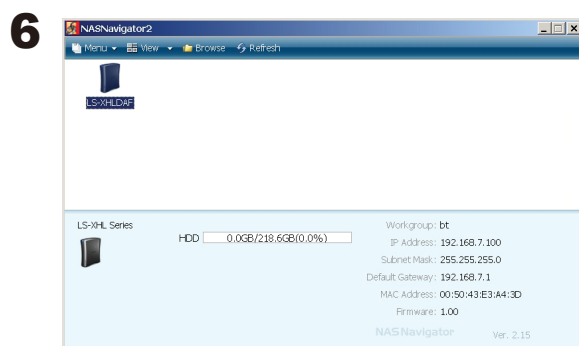 6
NASNavigator2
Menu View Browse Refresh
LS-XHLDAF
LS-XHL Series
HDD 0.0GB/218.6GB(0.0%)
Workgroup: bt
IP Address: 192.168.7.100
Subnet Mask: 255.255.255.0
Default Gateway: 192.168.7.1
MAC Address: 00:50:43:E3:A4:3D
Firmware: 1.00
NAS Navigator Ver. 2.15